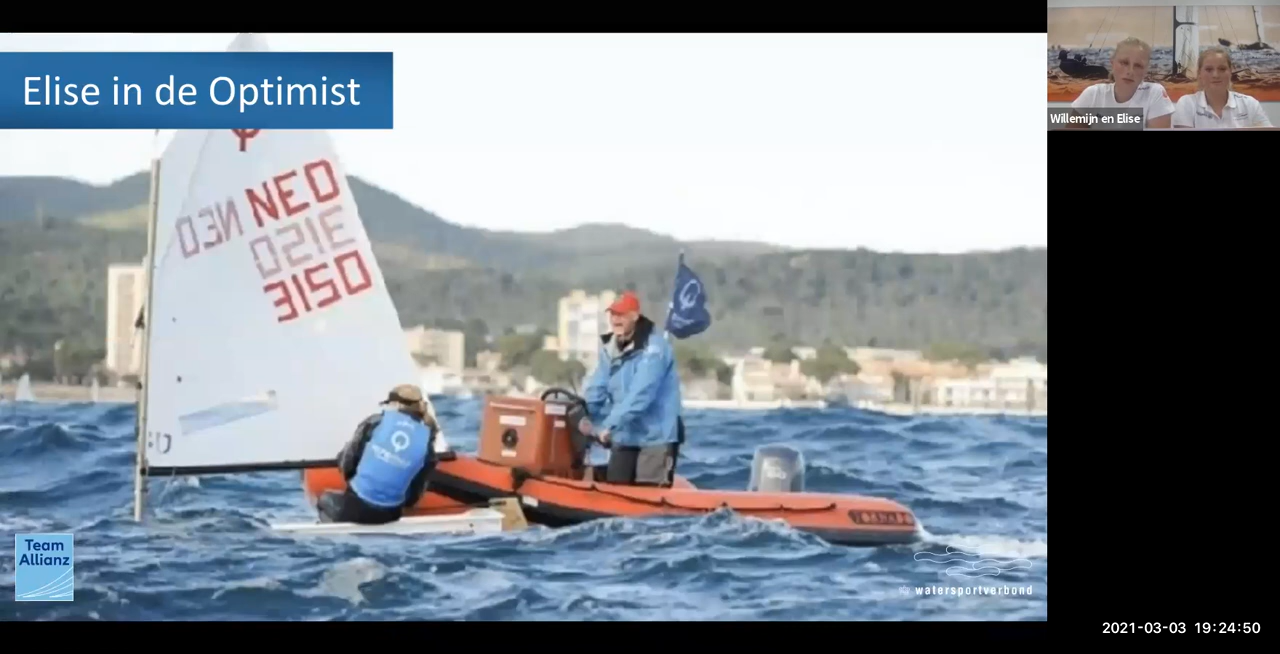 Elise in de Optimist
Willemijn en Elise
NED
NED
3150
3150
Team
Allianz
watersportverbond
2021-03-03 19:24:50